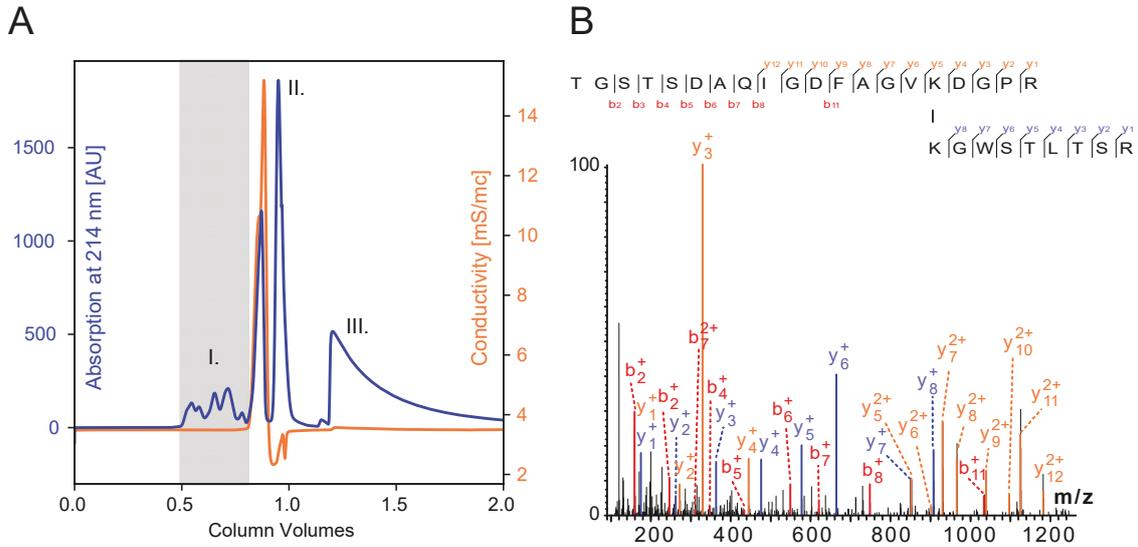 A
Absorption at 214 nm [AU]
1500
1000
500
0
I.
II.
III.
Conductivity [mS/mc]
14
12
10
8
6
4
2
0.0 0.5 1.0 1.5 2.0
Column Volumes
B
y12 y11 y10 y9 y8 y7 y6 y5 y4 y3 y2 y1
T G S T S D A Q I G D F A G V K D G P R
b2 b3 b4 b5 b6 b7 b8 b11
I
y8 y7 y6 y5 y4 y3 y2 y1
K G W S T L T S R
100
0
y3+
b7 2+
b2+
y1+
y1+
b2+
y2+
y2+
b4+
y3+
b5+
y4+
y4+
b6+
y5+
b7+
y6+
b8+
y7+
y5 2+
y6 2+
y8+
y7 2+
y8 2+
b11+
y9 2+
y10 2+
y11 2+
y12 2+
m/z
200 400 600 800 1000 1200